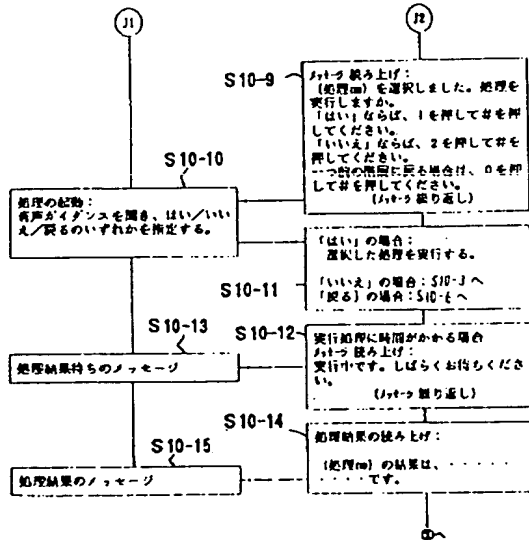 J1
J2
S10-9
メッセージ読み上げ:
(処理㎝)を選択しました。処理を
実行しますか。
「はい」ならば、1を押して#を押
してください。
「いいえ」ならば、2を押して#を
押してください。
一つ前の階層に戻る場合は、0を押
して#を押してください。
(メッセージ繰り返し)
S10-10
処理の起動:
音声ガイダンスを聞き、はい/いい
え/戻るのいずれかを指定する。
S10-11
「はい」の場合:
選択した処理を実行する。
「いいえ」の場合:S10-3へ
「戻る」の場合:S10-6へ
S10-12
実行処理に時間がかかる場合
メッセージ読み上げ:
実行中です。しばらくお待ちくださ
い。
(メッセージ繰り返し)
S10-13
処理結果待ちのメッセージ
S10-14
処理結果の読み上げ:
(処理㎝)の結果は、・・・・・
・・・・です。
S10-15
処理結果のメッセージ